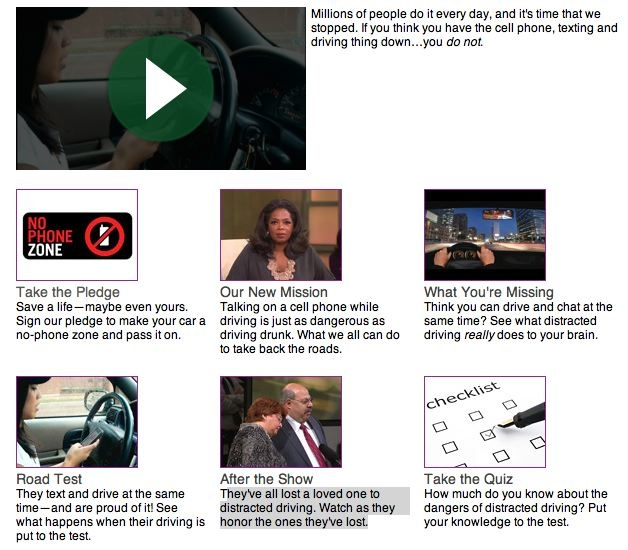 Millions of people do it every day, and it's time that we
stopped. If you think you have the cell phone, texting and
driving thing down...you do not.
NO
PHONE
ZONE
Take the Pledge
Save a life—maybe even yours.
Sign our pledge to make your car a
no-phone zone and pass it on.
Our New Mission
Talking on a cell phone while
driving is just as dangerous as
driving drunk. What we all can do
to take back the roads.
What You're Missing
Think you can drive and chat at the
same time? See what distracted
driving really does to your brain.
Road Test
They text and drive at the same
time—and are proud of it! See
what happens when their driving is
put to the test.
After the Show
They've all lost a loved one to
distracted driving. Watch as they
honor the ones they've lost.
checklist
Take the Quiz
How much do you know about the
dangers of distracted driving? Put
your knowledge to the test.